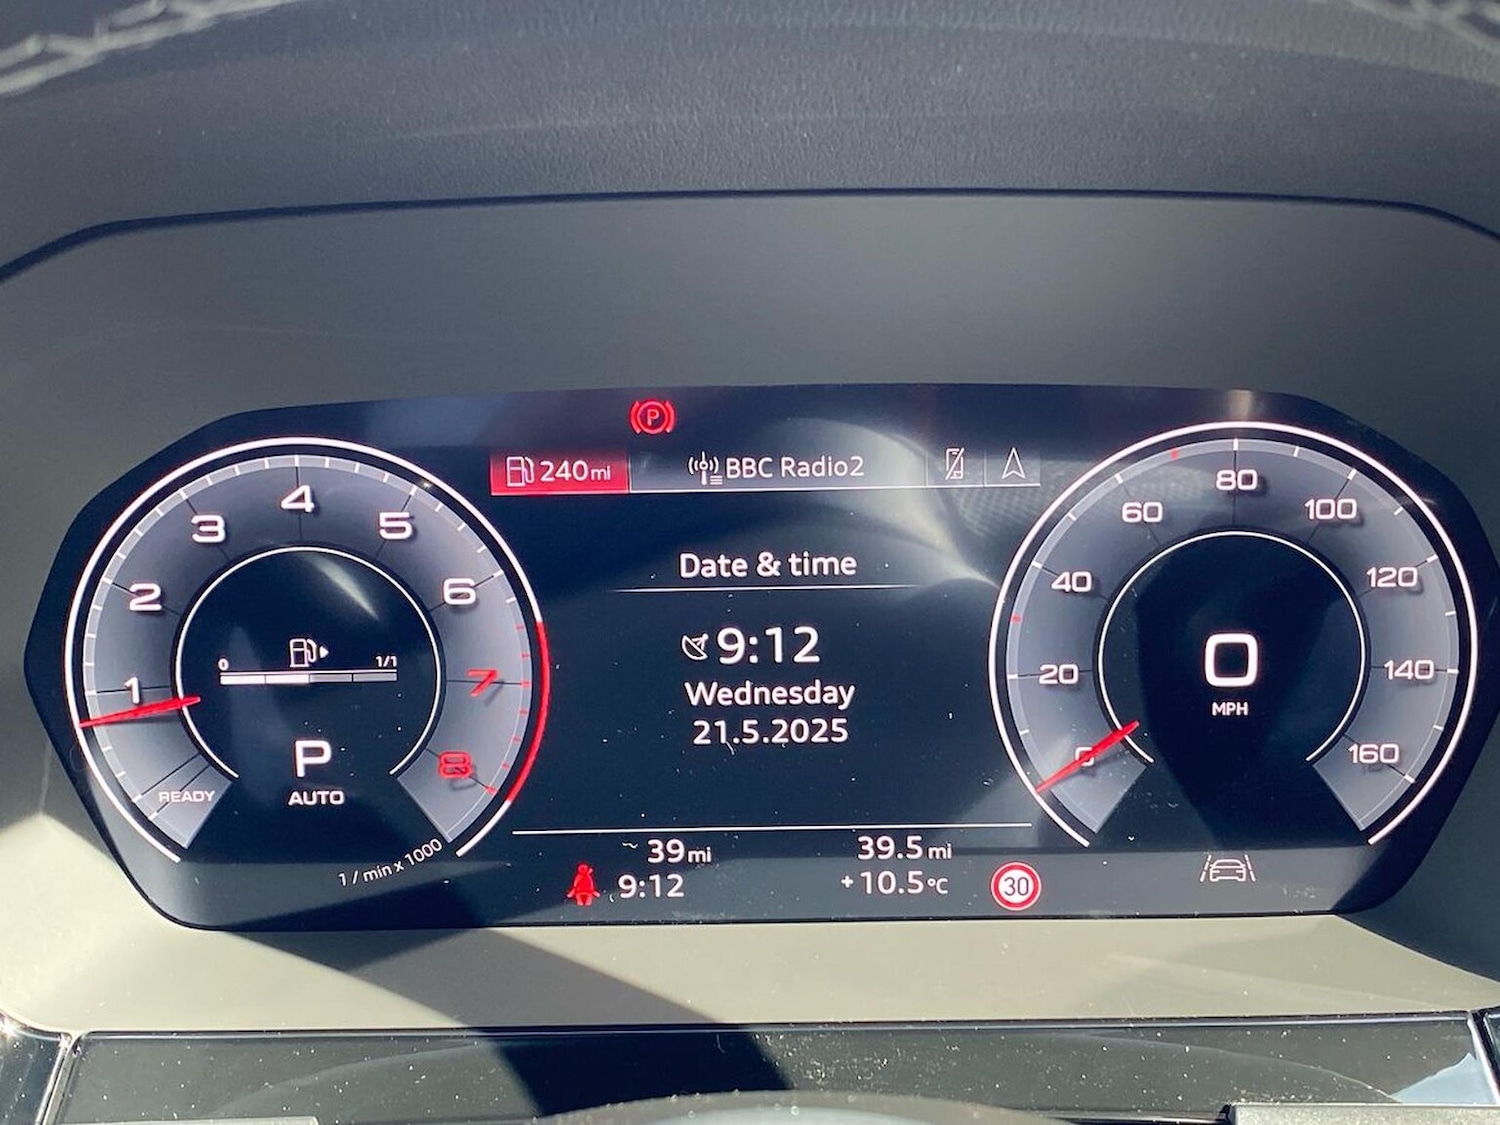 P
240mi
BBC Radio2
Date & time
9:12
Wednesday
21.5.2025
1
2
3
4
5
6
7
8
0
1/1
P
AUTO
READY
1 / min x 1000
0
20
40
60
80
100
120
140
160
0
MPH
39mi
39.5mi
9:12
+10.5°C
30